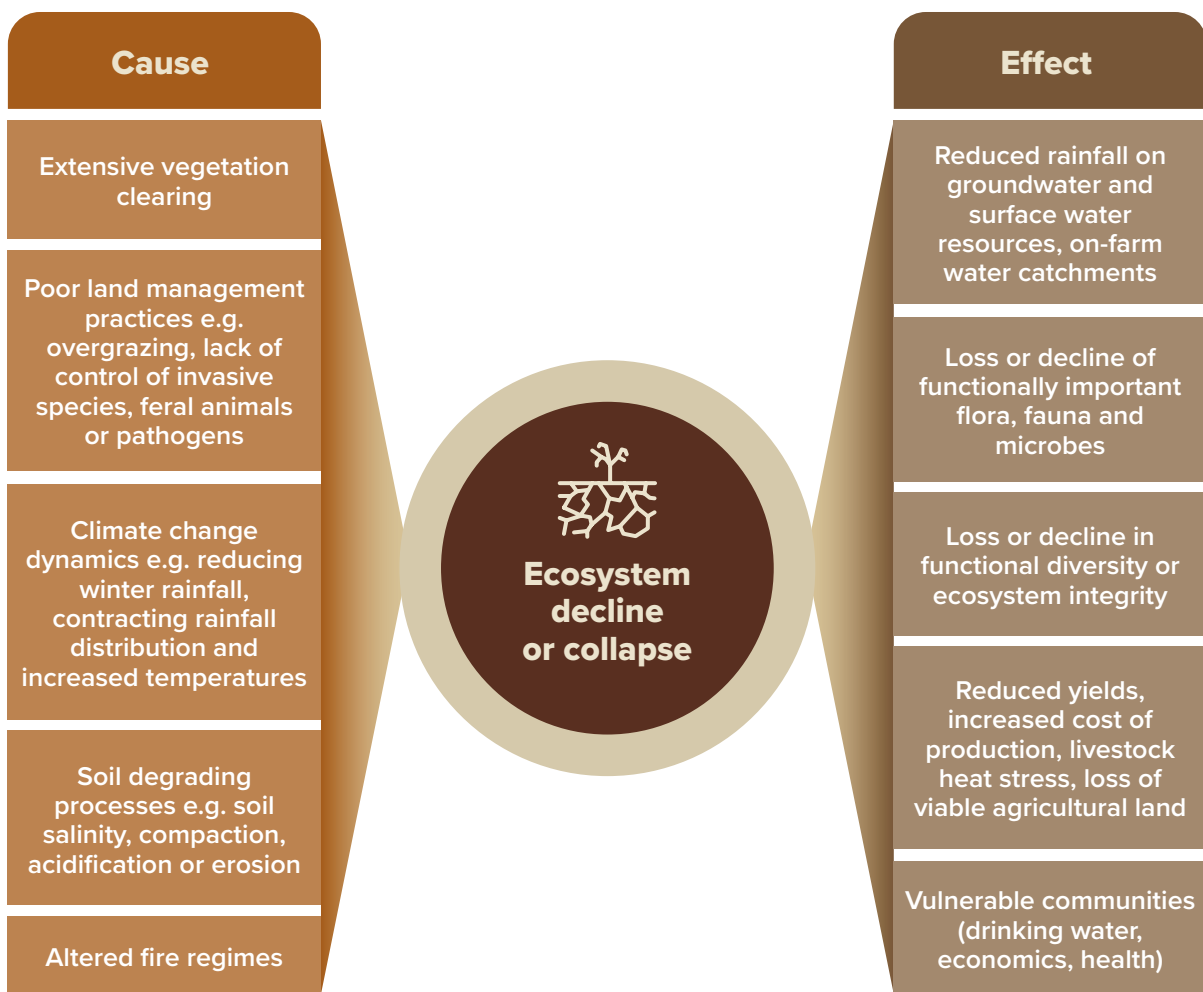 Cause
Extensive vegetation
clearing
Poor land management
practices e.g.
overgrazing, lack of
control of invasive
species, feral animals
or pathogens
Climate change
dynamics e.g. reducing
winter rainfall,
contracting rainfall
distribution and
increased temperatures
Soil degrading
processes e.g. soil
salinity, compaction,
acidification or erosion
Altered fire regimes
Ecosystem
decline
or collapse
Effect
Reduced rainfall on
groundwater and
surface water
resources, on-farm
water catchments
Loss or decline of
functionally important
flora, fauna and
microbes
Loss or decline in
functional diversity or
ecosystem integrity
Reduced yields,
increased cost of
production, livestock
heat stress, loss of
viable agricultural land
Vulnerable communities
(drinking water,
economics, health)